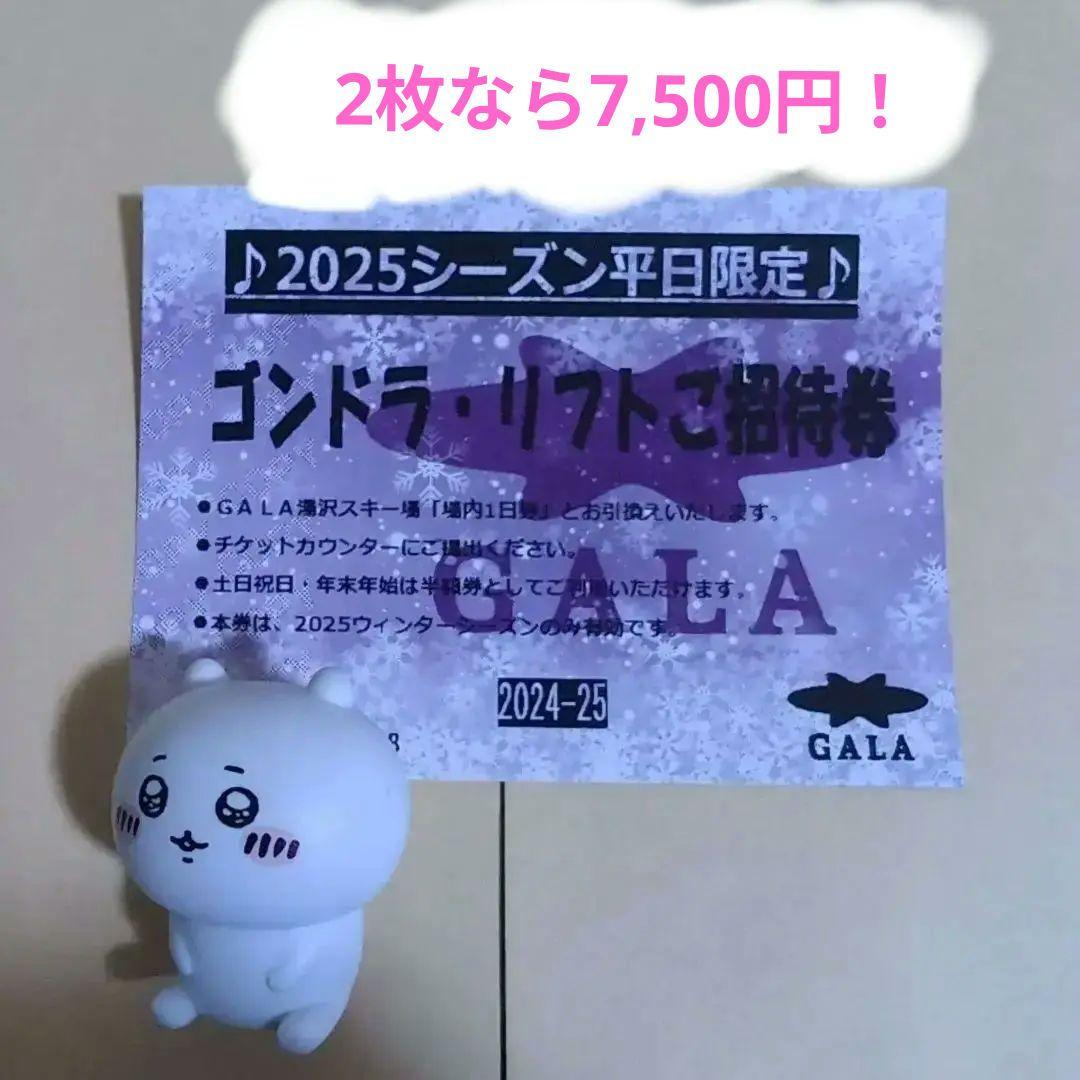 2枚なら7,500円！
♪2025シーズン平日限定♪
ゴンドラ・リフトご招待券
●GALA湯沢スキー場「場内1日券」とお引換えいたします。
●チケットカウンターにご提出ください。
●土日祝日・年末年始は半額券としてご利用いただけます。
●本券は、2025ウィンターシーズンのみ有効です。
GALA
2024-25
8
GALA